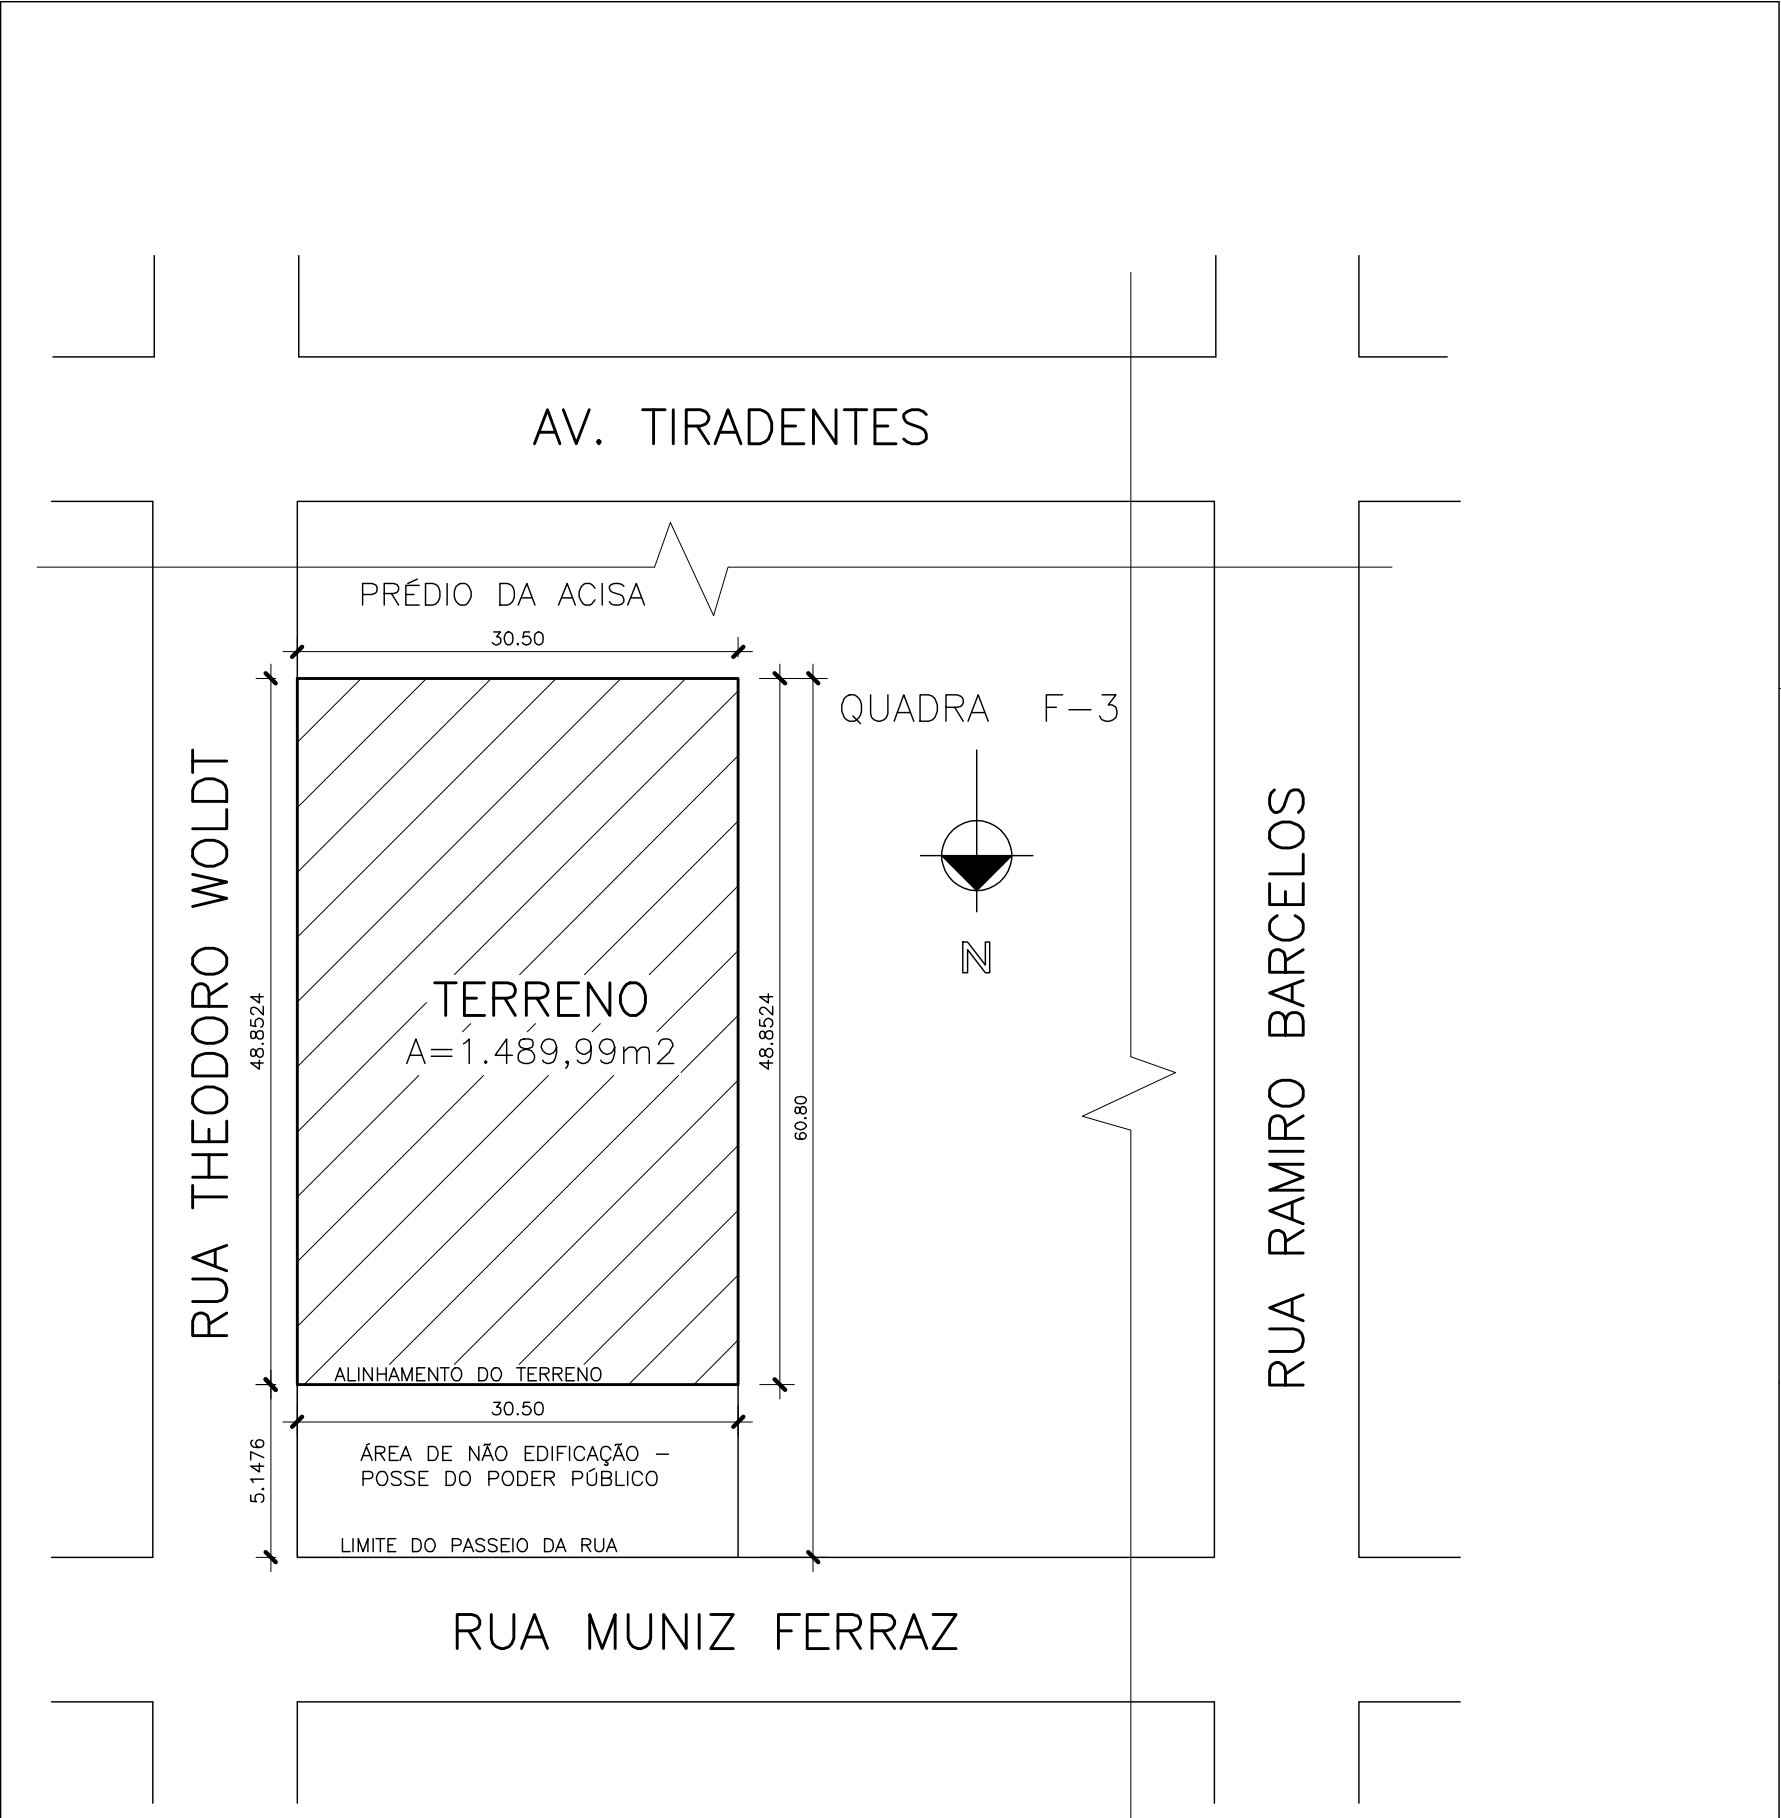 AV. TIRADENTES
PRÉDIO DA ACISA
30.50
QUADRA F-3
N
RUA THEODORO WOLDT
48.8524
TERRENO
A=1.489,99m2
48.8524
60.80
RUA RAMIRO BARCELOS
ALINHAMENTO DO TERRENO
30.50
5.1476
ÁREA DE NÃO EDIFICAÇÃO -
POSSE DO PODER PÚBLICO
LIMITE DO PASSEIO DA RUA
RUA MUNIZ FERRAZ